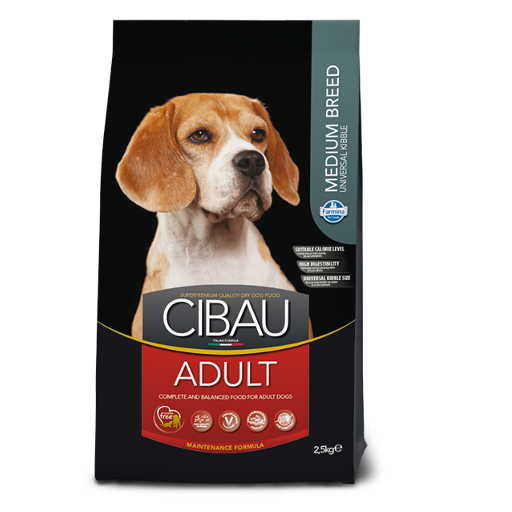 MEDIUM BREED
UNIVERSAL KIBBLE
Farmina
SUITABLE CALORIE LEVEL
HIGH DIGESTIBILITY
UNIVERSAL KIBBLE SIZE
SUPERPREMIUM QUALITY DRY DOG FOOD
CIBAU
ITALIAN FORMULA
ADULT
COMPLETE AND BALANCED FOOD FOR ADULT DOGS
free
MAINTENANCE FORMULA
2,5kg e